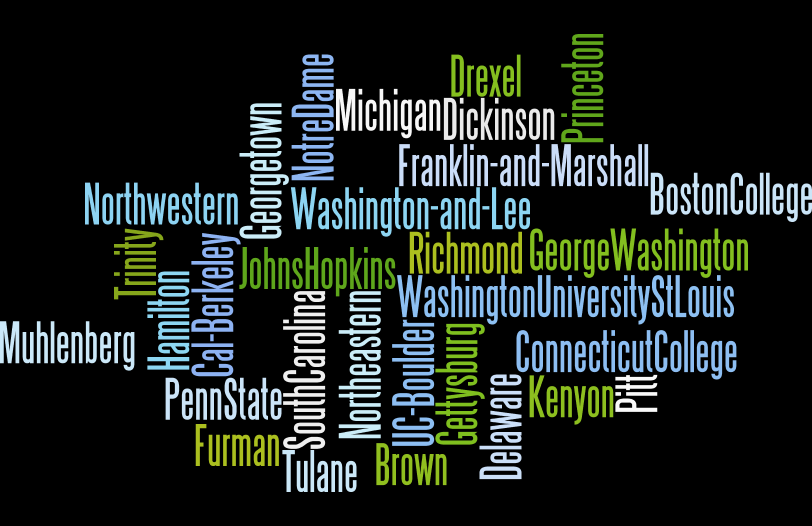 Drexel
Princeton
NotreDame
Michigan
Dickinson
Georgetown
Franklin-and-Marshall
BostonCollege
Northwestern
Washington-and-Lee
Trinity
Cal-Berkeley
JohnsHopkins
Richmond
GeorgeWashington
Hamilton
WashingtonUniversityStLouis
SouthCarolina
Northeastern
Muhlenberg
UC-Boulder
Gettysburg
ConnecticutCollege
PennState
Delaware
Kenyon
Pitt
Furman
Tulane
Brown